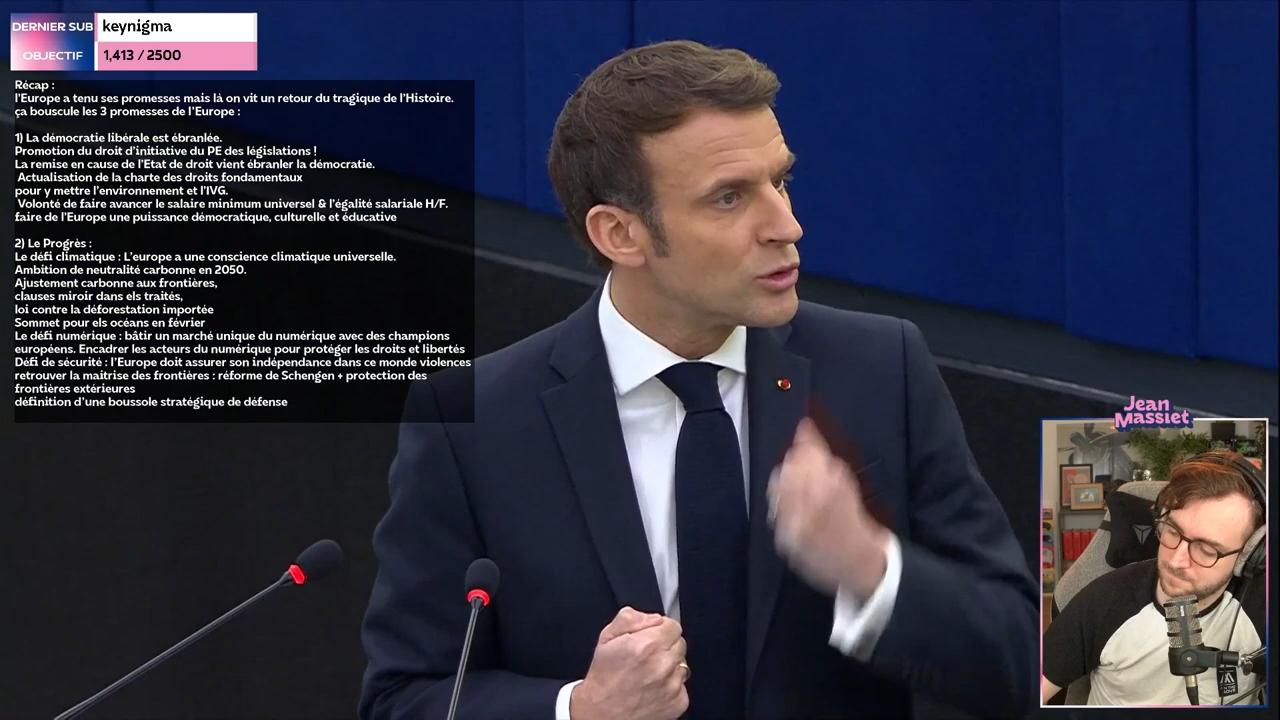 DERNIER SUB keynigma
OBJECTIF 1,413 / 2500
Récap :
l'Europe a tenu ses promesses mais là on vit un retour du tragique de l'Histoire.
ça bouscule les 3 promesses de l'Europe :
1) La démocratie libérale est ébranlée.
Promotion du droit d'initiative du PE des législations !
La remise en cause de l'Etat de droit vient ébranler la démocratie.
Actualisation de la charte des droits fondamentaux
pour y mettre l'environnement et l'IVG.
Volonté de faire avancer le salaire minimum universel & l'égalité salariale H/F.
faire de l'Europe une puissance démocratique, culturelle et éducative
2) Le Progrès :
Le défi climatique : L'europe a une conscience climatique universelle.
Ambition de neutralité carbonne en 2050.
Ajustement carbonne aux frontières,
clauses miroir dans els traités,
loi contre la déforestation importée
Sommet pour els océans en février
Le défi numérique : bâtir un marché unique du numérique avec des champions
européens. Encadrer les acteurs du numérique pour protéger les droits et libertés
Défi de sécurité : l'Europe doit assurer son indépendance dans ce monde violences
retrouver la maitrise des frontières : réforme de Schengen + protection des
frontières extérieures
définition d'une boussole stratégique de défense
Jean
Massiet